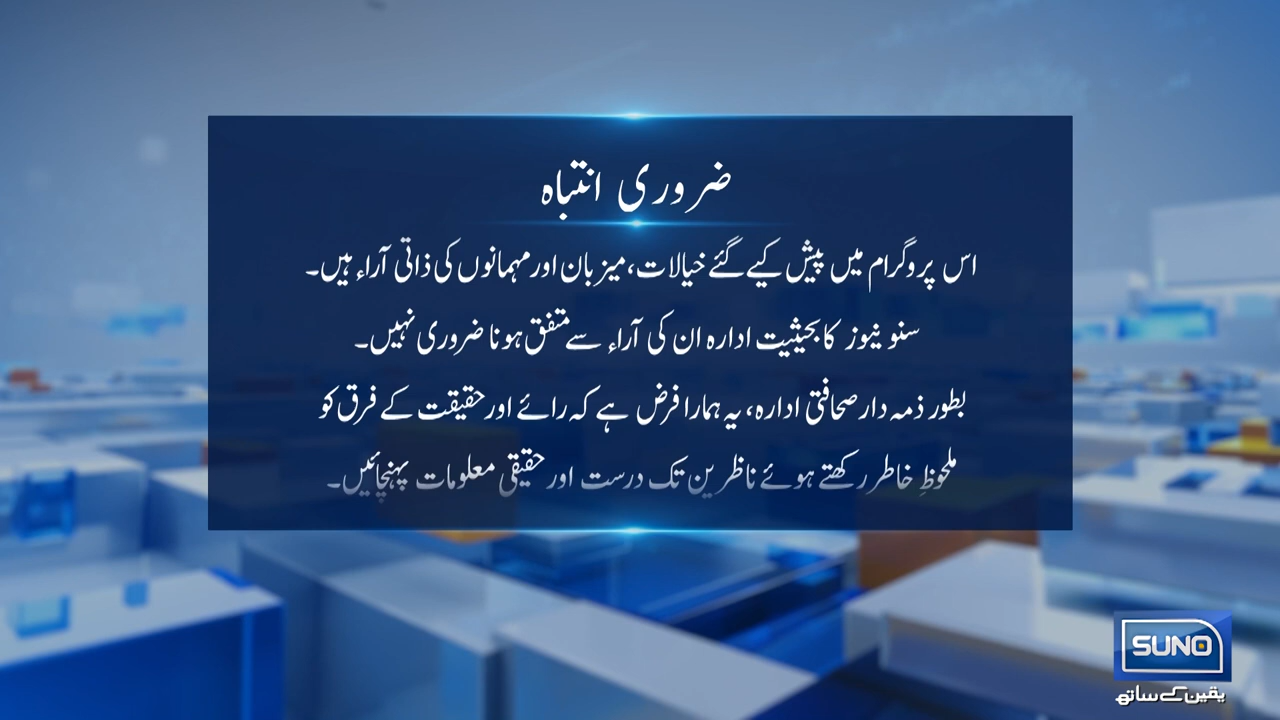 ضروری انتباہ
اس پروگرام میں پیش کیے گئے خیالات، میزبان اور مہمانوں کی ذاتی آراء ہیں۔
سنو نیوز کا بحیثیت ادارہ ان کی آراء سے متفق ہونا ضروری نہیں۔
بطور ذمہ دار صحافتی ادارہ، یہ ہمارا فرض ہے کہ رائے اور حقیقت کے فرق کو
ملحوظِ خاطر رکھتے ہوئے ناظرین تک درست اور حقیقی معلومات پہنچائیں۔
SUNO
یقین کے ساتھ